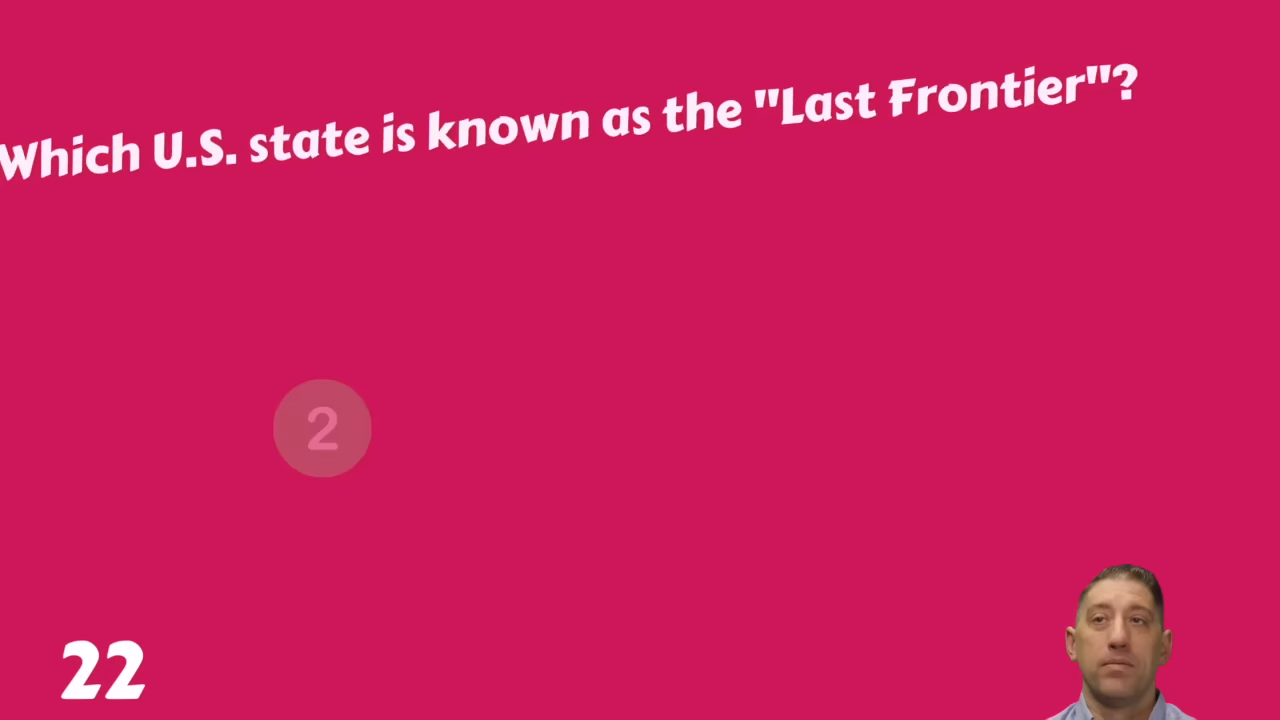 Which U.S. state is known as the "Last Frontier"?
2
22